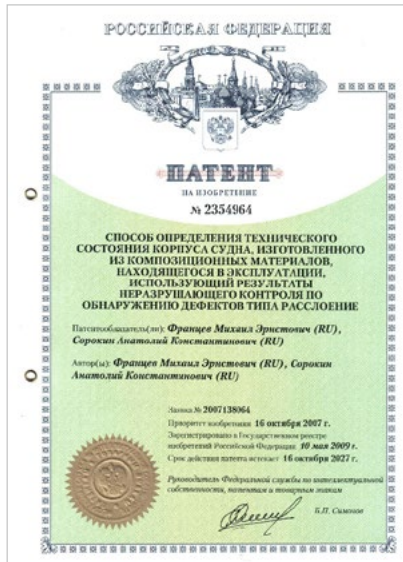 РОССИЙСКАЯ ФЕДЕРАЦИЯ
ПАТЕНТ
НА ИЗОБРЕТЕНИЕ
№ 2354964
СПОСОБ ОПРЕДЕЛЕНИЯ ТЕХНИЧЕСКОГО
СОСТОЯНИЯ КОРПУСА СУДНА, ИЗГОТОВЛЕННОГО
ИЗ КОМПОЗИЦИОННЫХ МАТЕРИАЛОВ,
НАХОДЯЩЕГОСЯ В ЭКСПЛУАТАЦИИ,
ИСПОЛЬЗУЮЩИЙ РЕЗУЛЬТАТЫ
НЕРАЗРУШАЮЩЕГО КОНТРОЛЯ ПО
ОБНАРУЖЕНИЮ ДЕФЕКТОВ ТИПА РАССЛОЕНИЕ
Патентообладатель(ли): Францев Михаил Эрнстович (RU),
Сорокин Анатолий Константинович (RU)
Автор(ы): Францев Михаил Эрнстович (RU), Сорокин
Анатолий Константинович (RU)
Заявка № 2007138064
Приоритет изобретения 16 октября 2007 г.
Зарегистрировано в Государственном реестре
изобретений Российской Федерации 10 мая 2009 г.
Срок действия патента истекает 16 октября 2027 г.
Руководитель Федеральной службы по интеллектуальной
собственности, патентам и товарным знакам
Б.П. Симонов